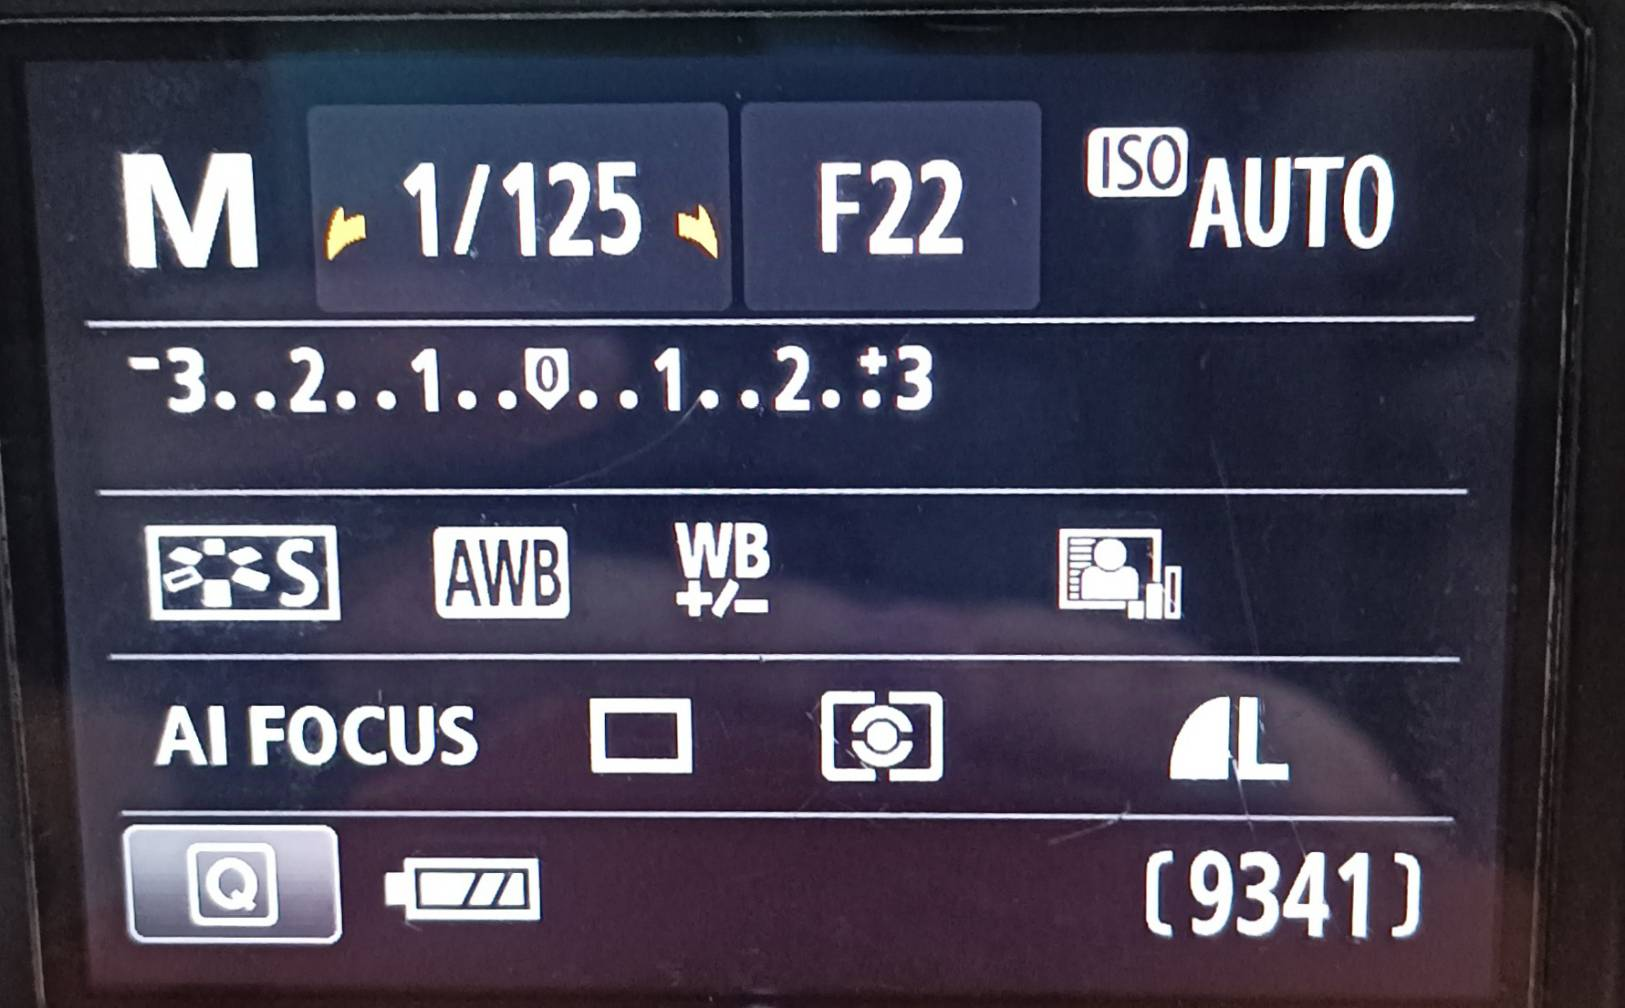 M 1/125 F22 ISO AUTO
-3..2..1..0..1..2..+3
S AWB WB +/-
AI FOCUS L
Q (9341)